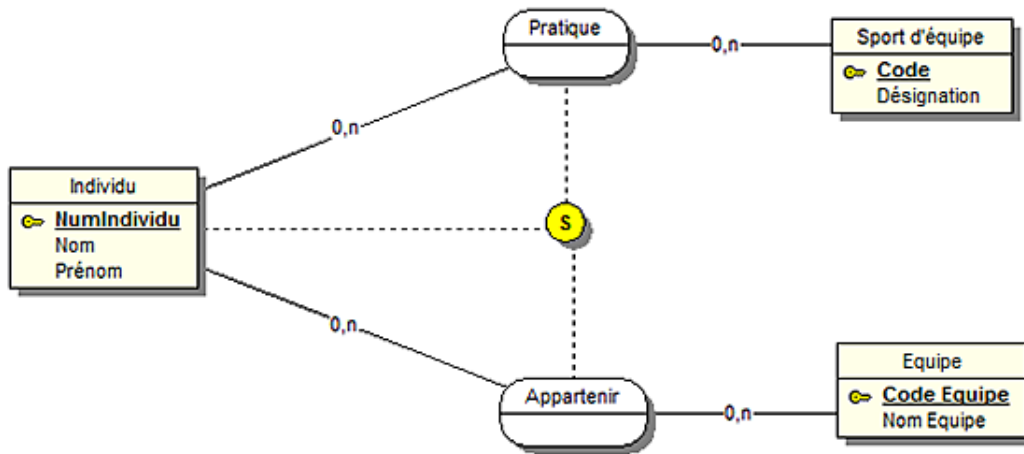 Pratique
0,n
Sport d'équipe
Code
Désignation
0,n
Individu
NumIndividu
Nom
Prénom
S
0,n
Appartenir
0,n
Equipe
Code Equipe
Nom Equipe